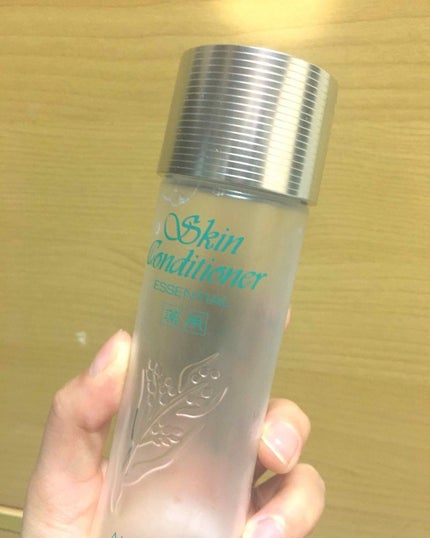 Skin
Conditioner
ESSENTIAL
薬用